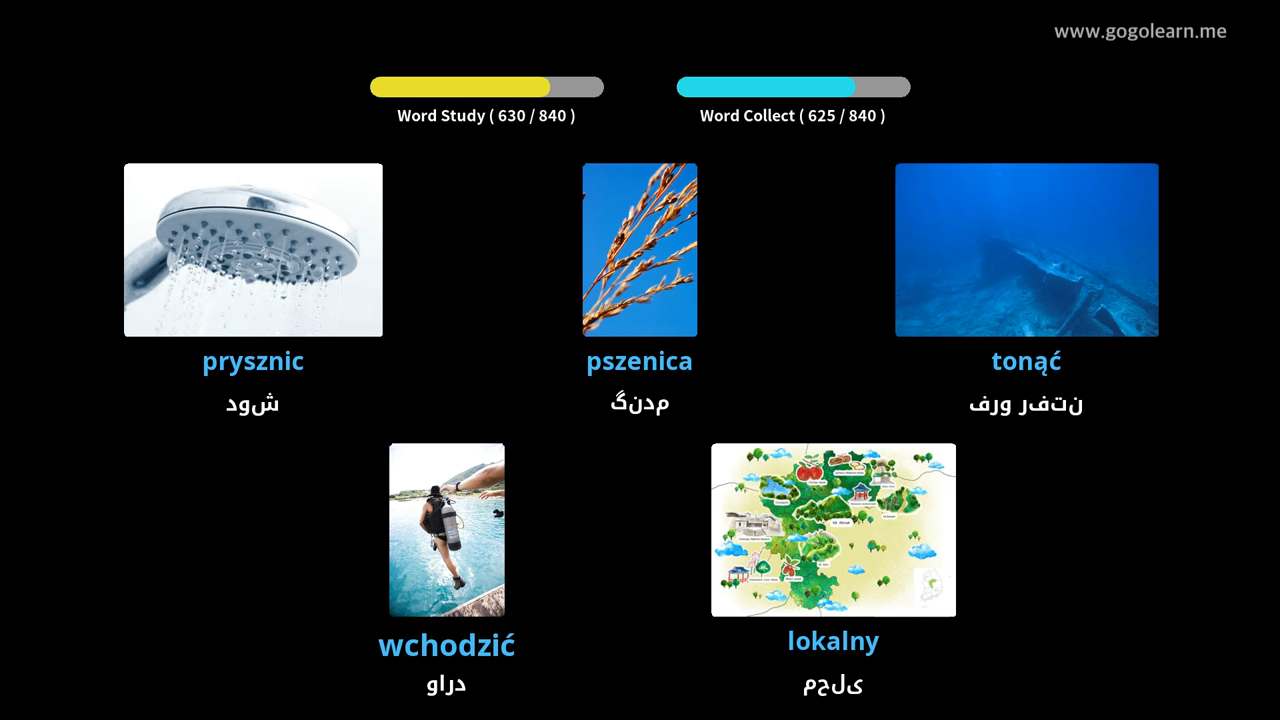 www.gogolearn.me
Word Study ( 630 / 840 )
Word Collect ( 625 / 840 )
prysznic
شود
pszenica
مدنگ
tonąć
نتفر ورف
wchodzić
دراو
lokalny
یلحم